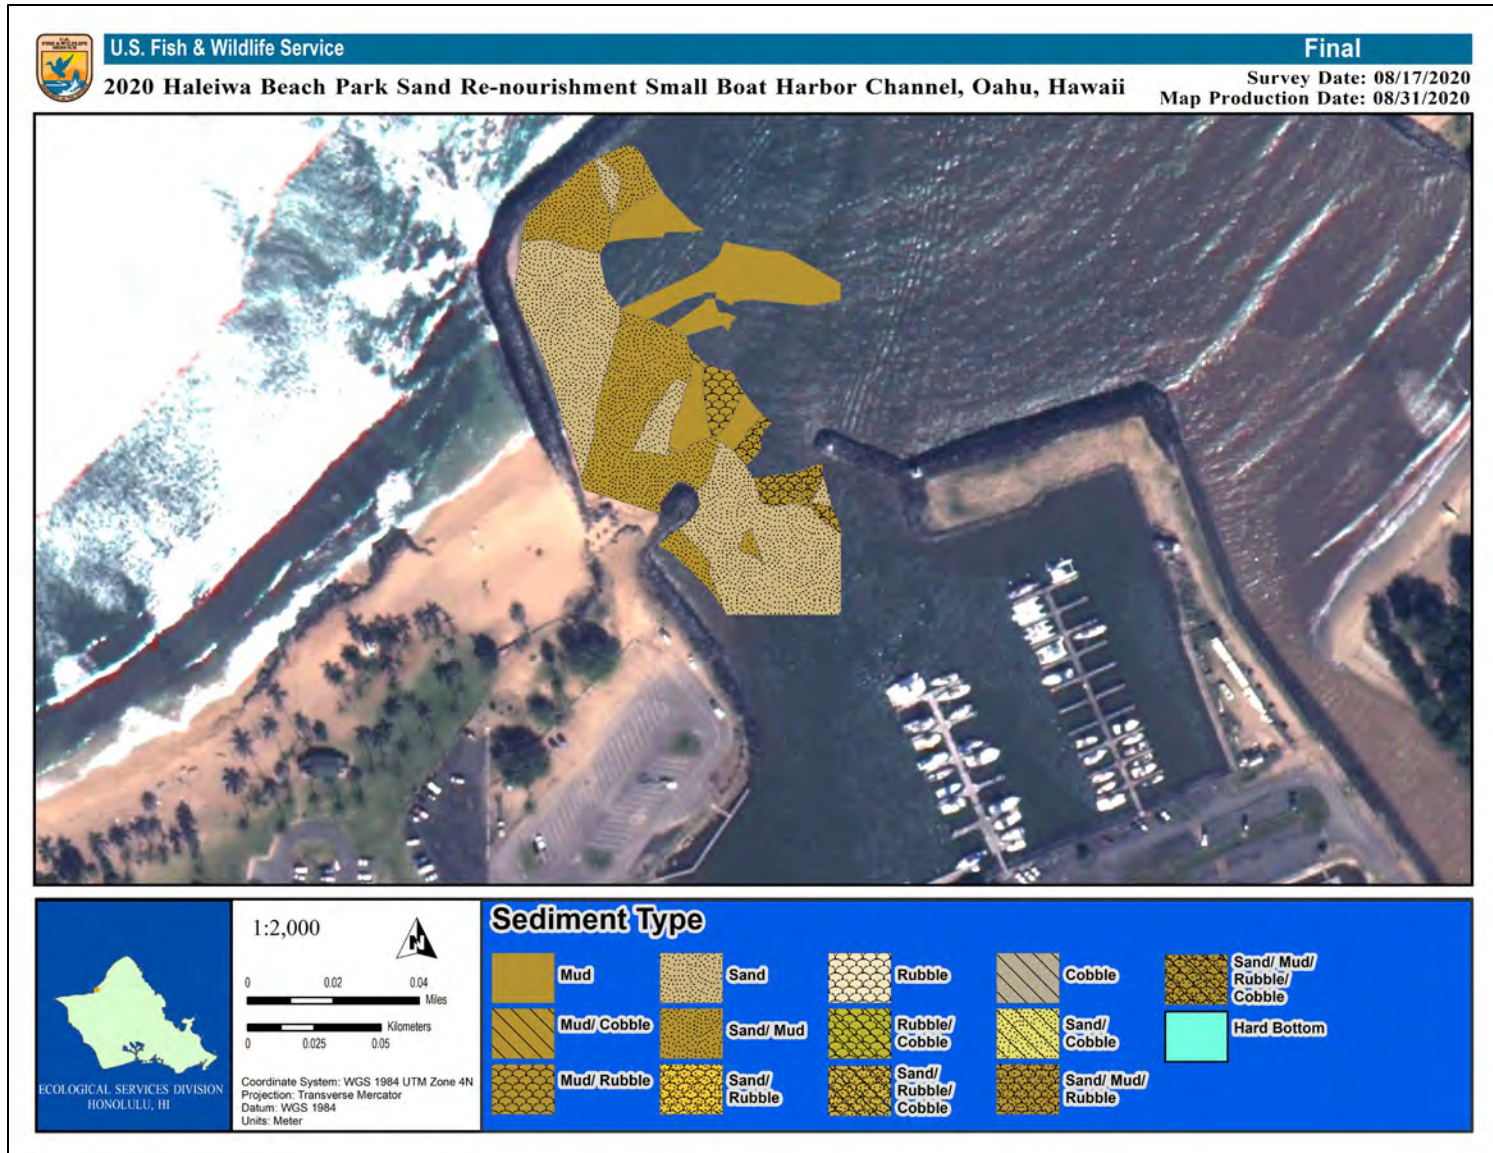 U.S.
FISH & WILDLIFE
SERVICE
U.S. Fish & Wildlife Service
Final
2020 Haleiwa Beach Park Sand Re-nourishment Small Boat Harbor Channel, Oahu, Hawaii
Survey Date: 08/17/2020
Map Production Date: 08/31/2020
ECOLOGICAL SERVICES DIVISION
HONOLULU, HI
1:2,000
N
0 0.02 0.04
Miles
Kilometers
0 0.025 0.05
Coordinate System: WGS 1984 UTM Zone 4N
Projection: Transverse Mercator
Datum: WGS 1984
Units: Meter
Sediment Type
Mud
Mud/ Cobble
Mud/ Rubble
Sand
Sand/ Mud
Sand/
Rubble
Rubble
Rubble/
Cobble
Sand/
Rubble/
Cobble
Cobble
Sand/
Cobble
Sand/ Mud/
Rubble
Sand/ Mud/
Rubble/
Cobble
Hard Bottom